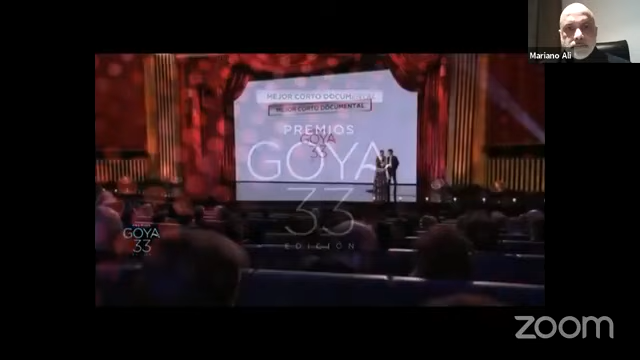 Mariano Ali
MEJOR CORTO DOCUMENTAL
MEJOR CORTO DOCUMENTAL
PREMIOS
GOYA
33
GOYA
33
EDICIÓN
GOYA
33
zoom